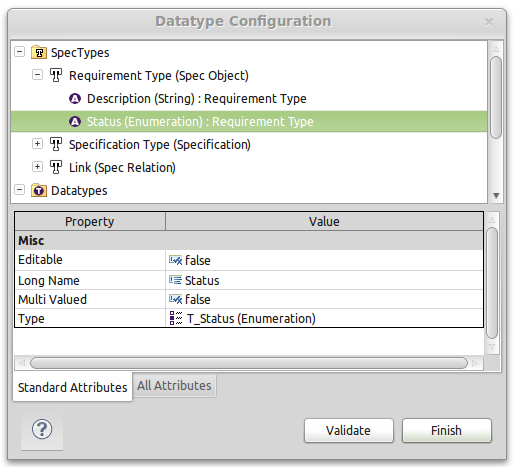 Datatype Configuration
SpecTypes
Requirement Type (Spec Object)
Description (String) : Requirement Type
Status (Enumeration) : Requirement Type
Specification Type (Specification)
Link (Spec Relation)
Datatypes
Property Value
Misc
Editable false
Long Name Status
Multi Valued false
Type T_Status (Enumeration)
Standard Attributes All Attributes
? Validate Finish